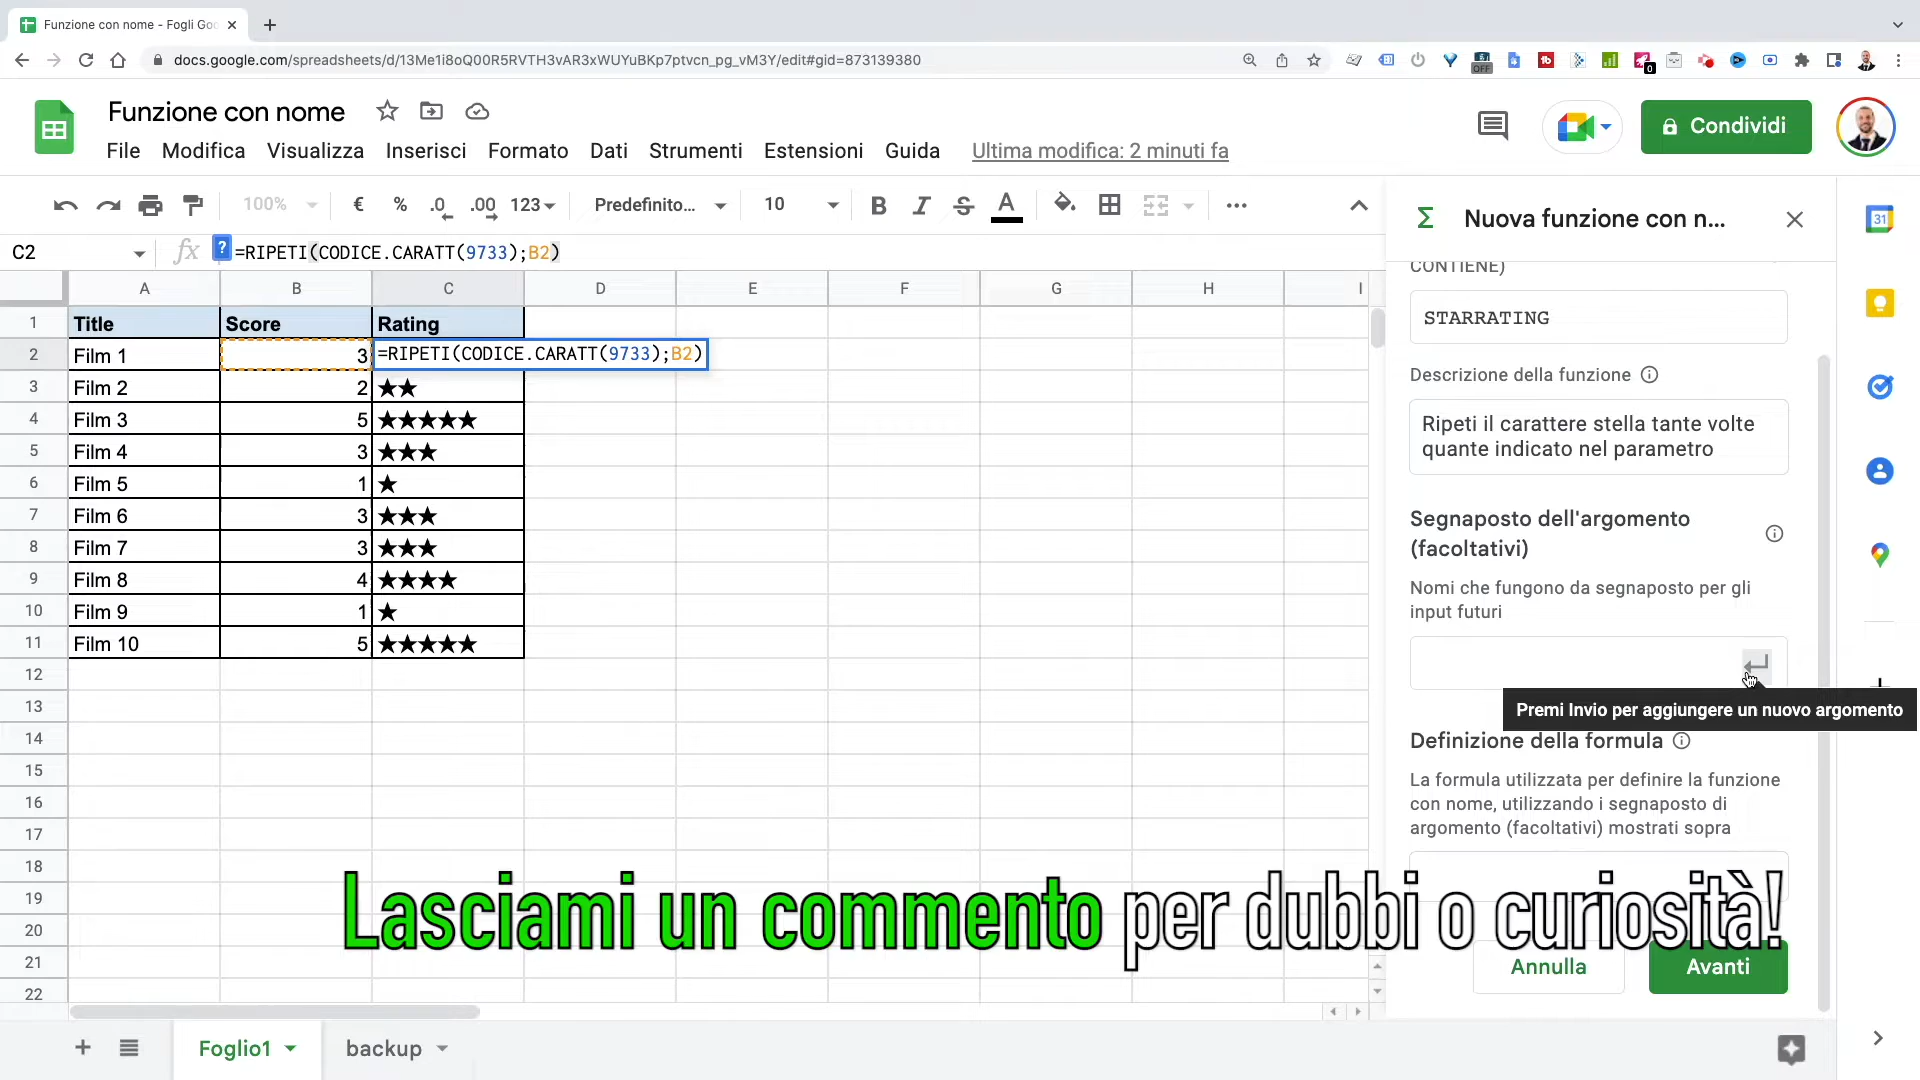 Funzione con nome - Fogli Goo
docs.google.com/spreadsheets/d/13Me1i8oQ00R5RVTH3vAR3xWUYuBKp7ptvcn_pg_vM3Y/edit#gid=873139380
OFF
0
Funzione con nome
File Modifica Visualizza Inserisci Formato Dati Strumenti Estensioni Guida Ultima modifica: 2 minuti fa
Condividi
100% € % .0 .00 123 Predefinito... 10 B I S A
Nuova funzione con n...
C2 fx ? =RIPETI(CODICE.CARATT(9733);B2)
A B C D E F G H I
1 Title Score Rating
2 Film 1 3 =RIPETI(CODICE.CARATT(9733);B2)
3 Film 2 2 ★★
4 Film 3 5 ★★★★★
5 Film 4 3 ★★★
6 Film 5 1 ★
7 Film 6 3 ★★★
8 Film 7 3 ★★★
9 Film 8 4 ★★★★
10 Film 9 1 ★
11 Film 10 5 ★★★★★
12
13
14
15
16
17
18
19
20
21
22
CONTIENE)
STARRATING
Descrizione della funzione
Ripeti il carattere stella tante volte
quante indicato nel parametro
Segnaposto dell'argomento
(facoltativi)
Nomi che fungono da segnaposto per gli
input futuri
Premi Invio per aggiungere un nuovo argomento
Definizione della formula
La formula utilizzata per definire la funzione
con nome, utilizzando i segnaposto di
argomento (facoltativi) mostrati sopra
Lasciami un commento per dubbi o curiosità!
Annulla Avanti
Foglio1 backup
31